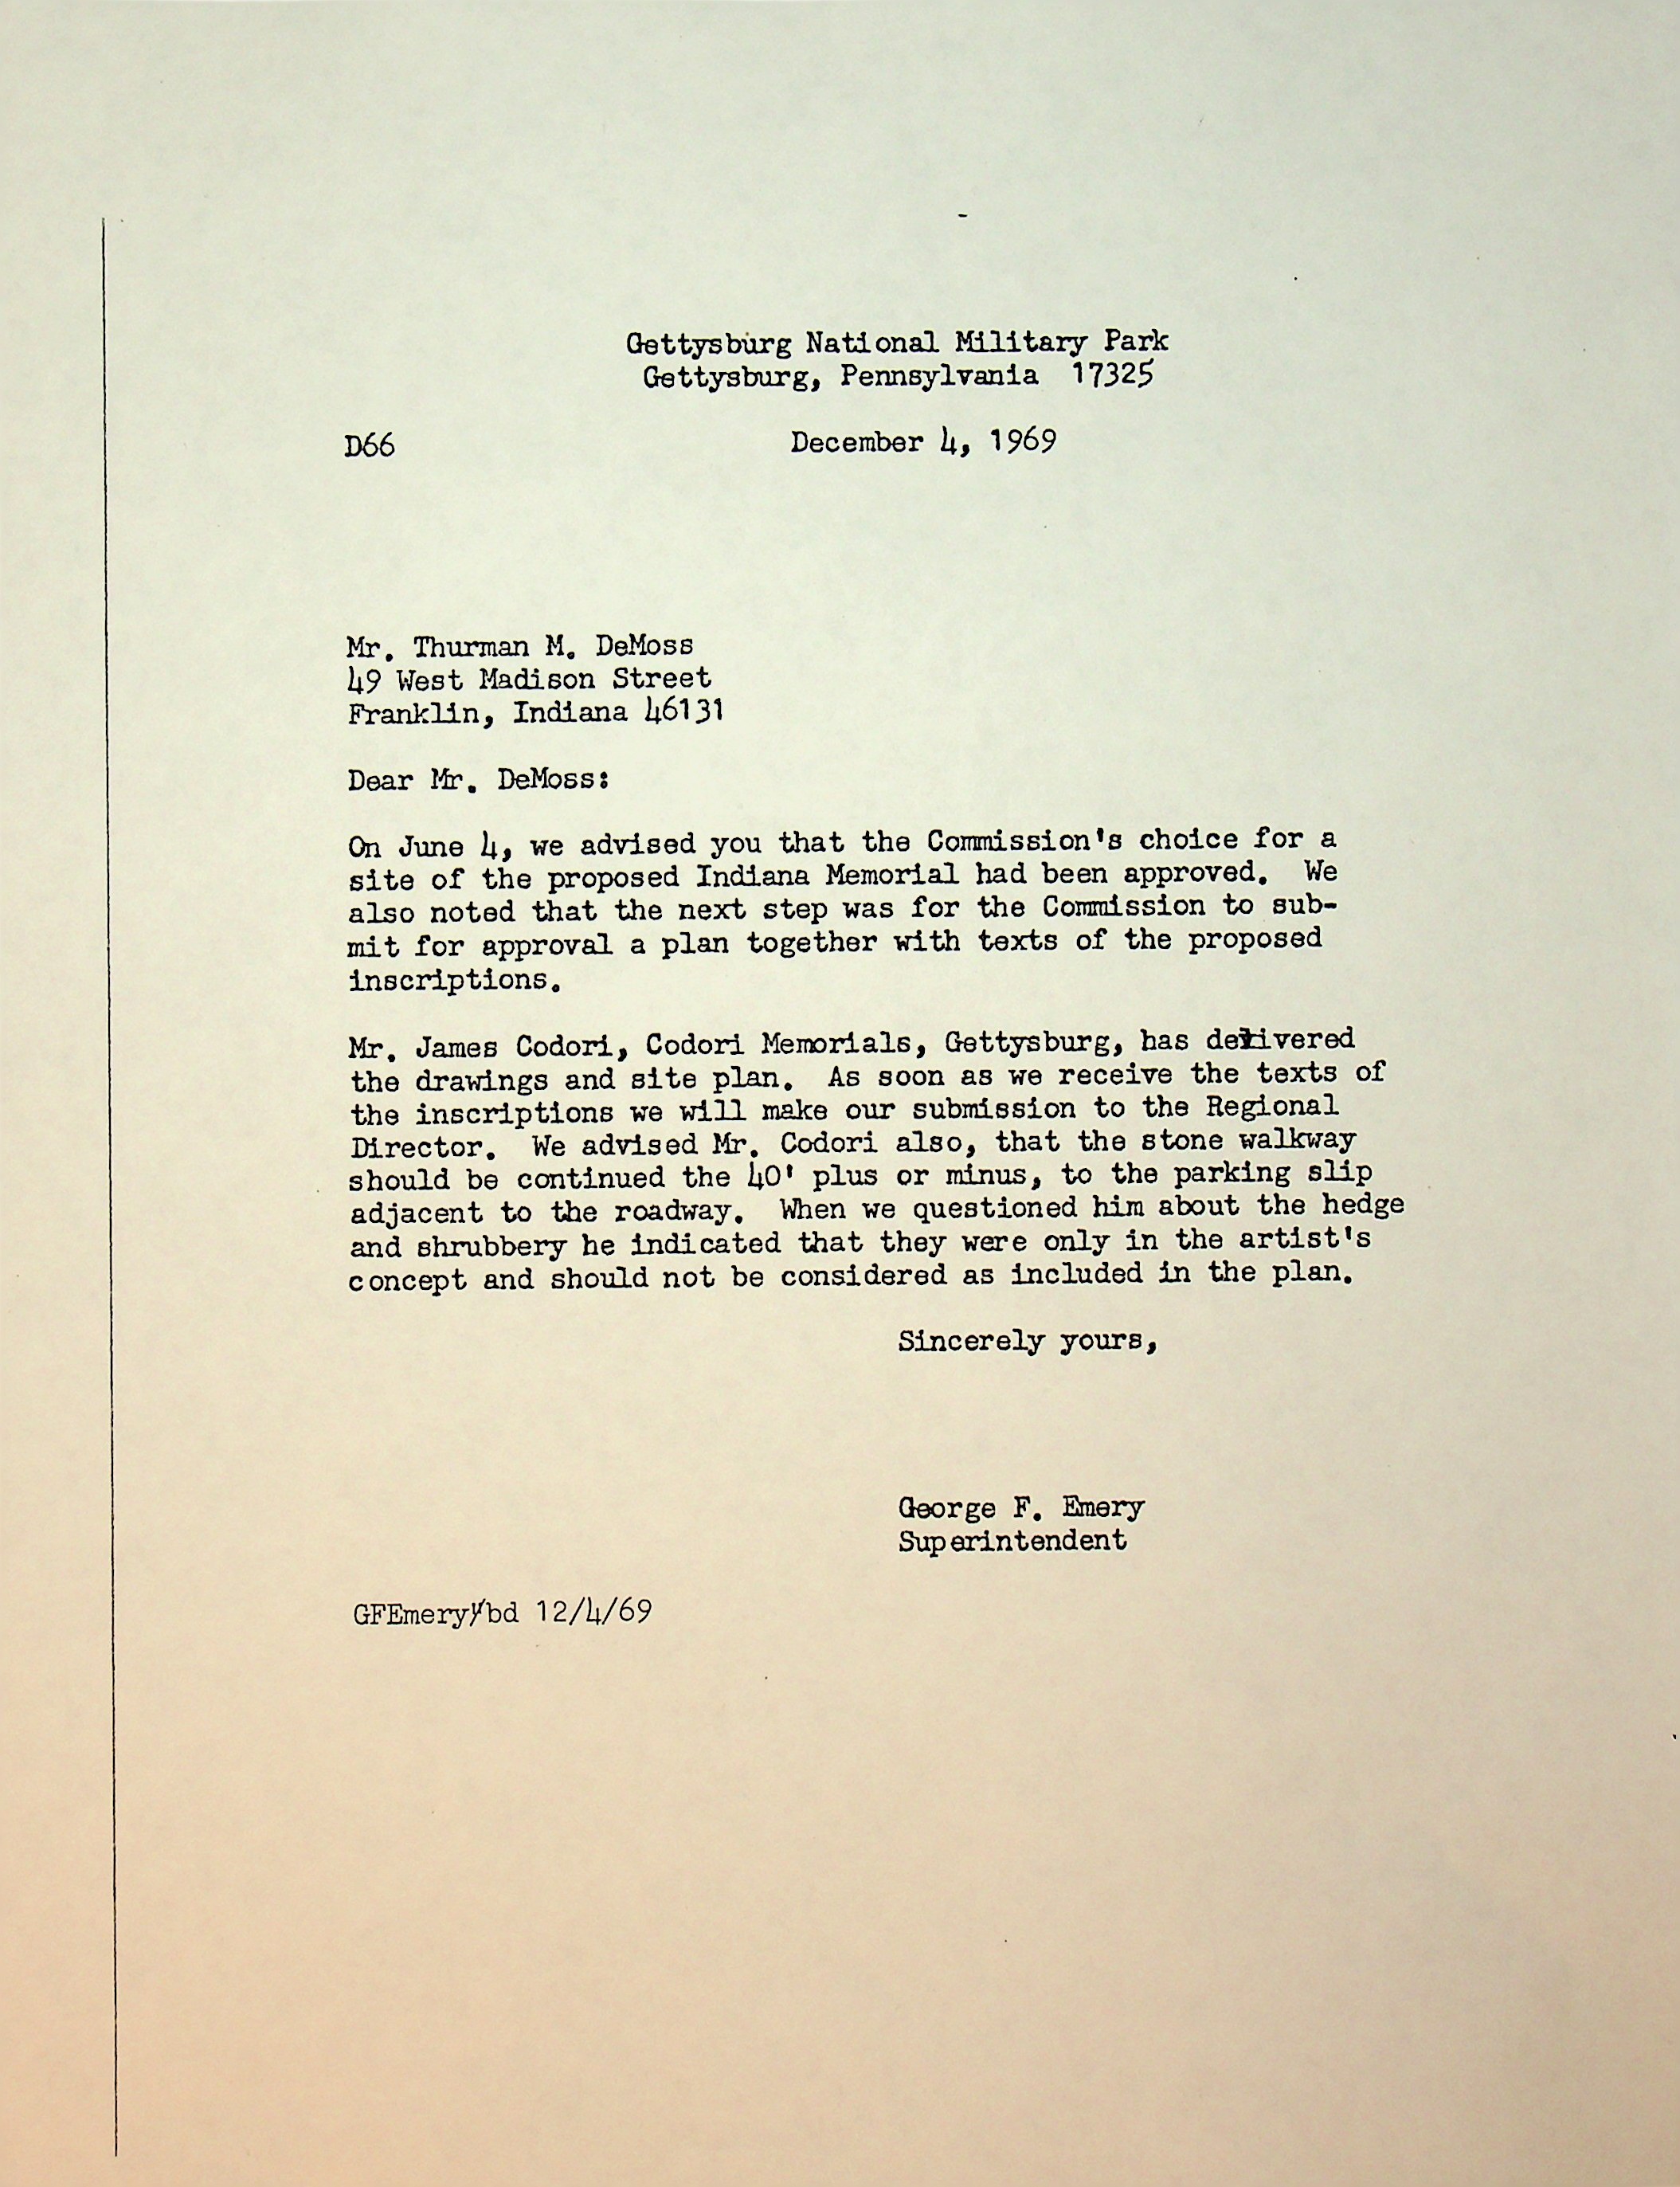 Gettysburg National Military Park
Gettysburg, Pennsylvania 17325
D66 December 4, 1969
Mr. Thurman M. DeMoss
49 West Madison Street
Franklin, Indiana 46131
Dear Mr. DeMoss:
On June 4, we advised you that the Commission's choice for a
site of the proposed Indiana Memorial had been approved. We
also noted that the next step was for the Commission to sub-
mit for approval a plan together with texts of the proposed
inscriptions.
Mr. James Codori, Codori Memorials, Gettysburg, has delivered
the drawings and site plan. As soon as we receive the texts of
the inscriptions we will make our submission to the Regional
Director. We advised Mr. Codori also, that the stone walkway
should be continued the 40' plus or minus, to the parking slip
adjacent to the roadway. When we questioned him about the hedge
and shrubbery he indicated that they were only in the artist's
concept and should not be considered as included in the plan.
Sincerely yours,
George F. Emery
Superintendent
GFEmery/bd 12/4/69